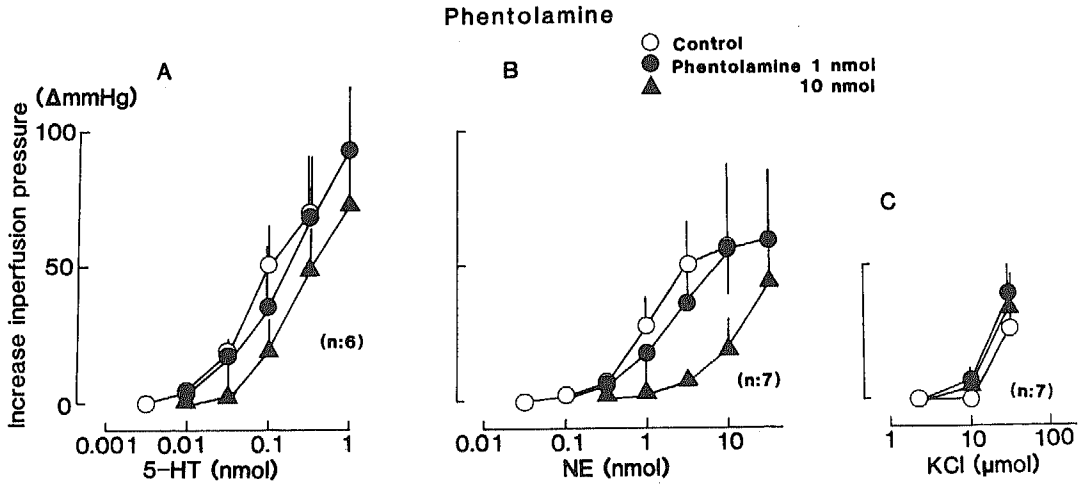 Phentolamine
Control
Phentolamine 1 nmol
10 nmol
A
B
C
(ΔmmHg)
Increase inperfusion pressure
100
50
0
(n:6)
0.001 0.01 0.1 1
5-HT (nmol)
(n:7)
0.01 0.1 1 10
NE (nmol)
(n:7)
1 10 100
KCl (μmol)